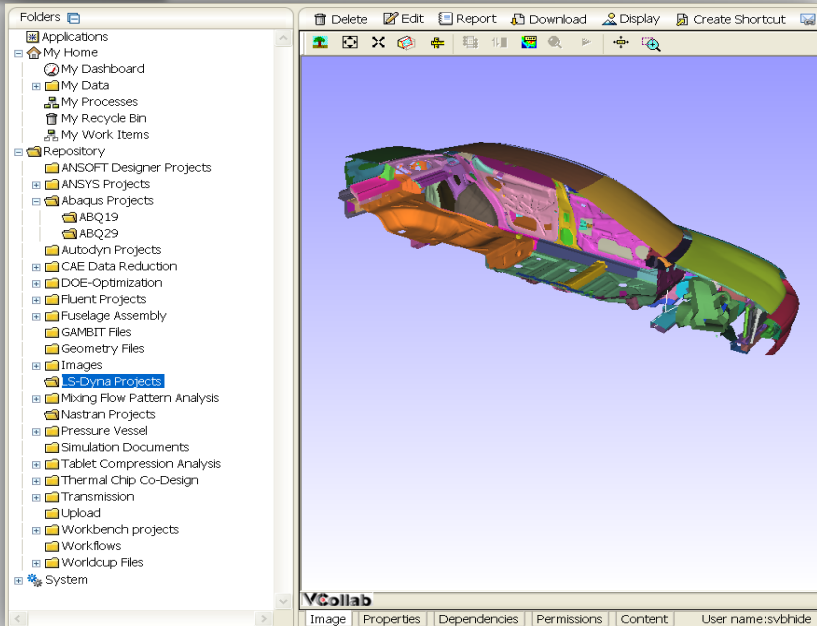 Folders
Delete Edit Report Download Display Create Shortcut
Applications
My Home
My Dashboard
My Data
My Processes
My Recycle Bin
My Work Items
Repository
ANSOFT Designer Projects
ANSYS Projects
Abaqus Projects
ABQ19
ABQ29
Autodyn Projects
CAE Data Reduction
DOE-Optimization
Fluent Projects
Fuselage Assembly
GAMBIT Files
Geometry Files
Images
LS-Dyna Projects
Mixing Flow Pattern Analysis
Nastran Projects
Pressure Vessel
Simulation Documents
Tablet Compression Analysis
Thermal Chip Co-Design
Transmission
Upload
Workbench projects
Workflows
Worldcup Files
System
VCollab
Image Properties Dependencies Permissions Content User name:svbhide